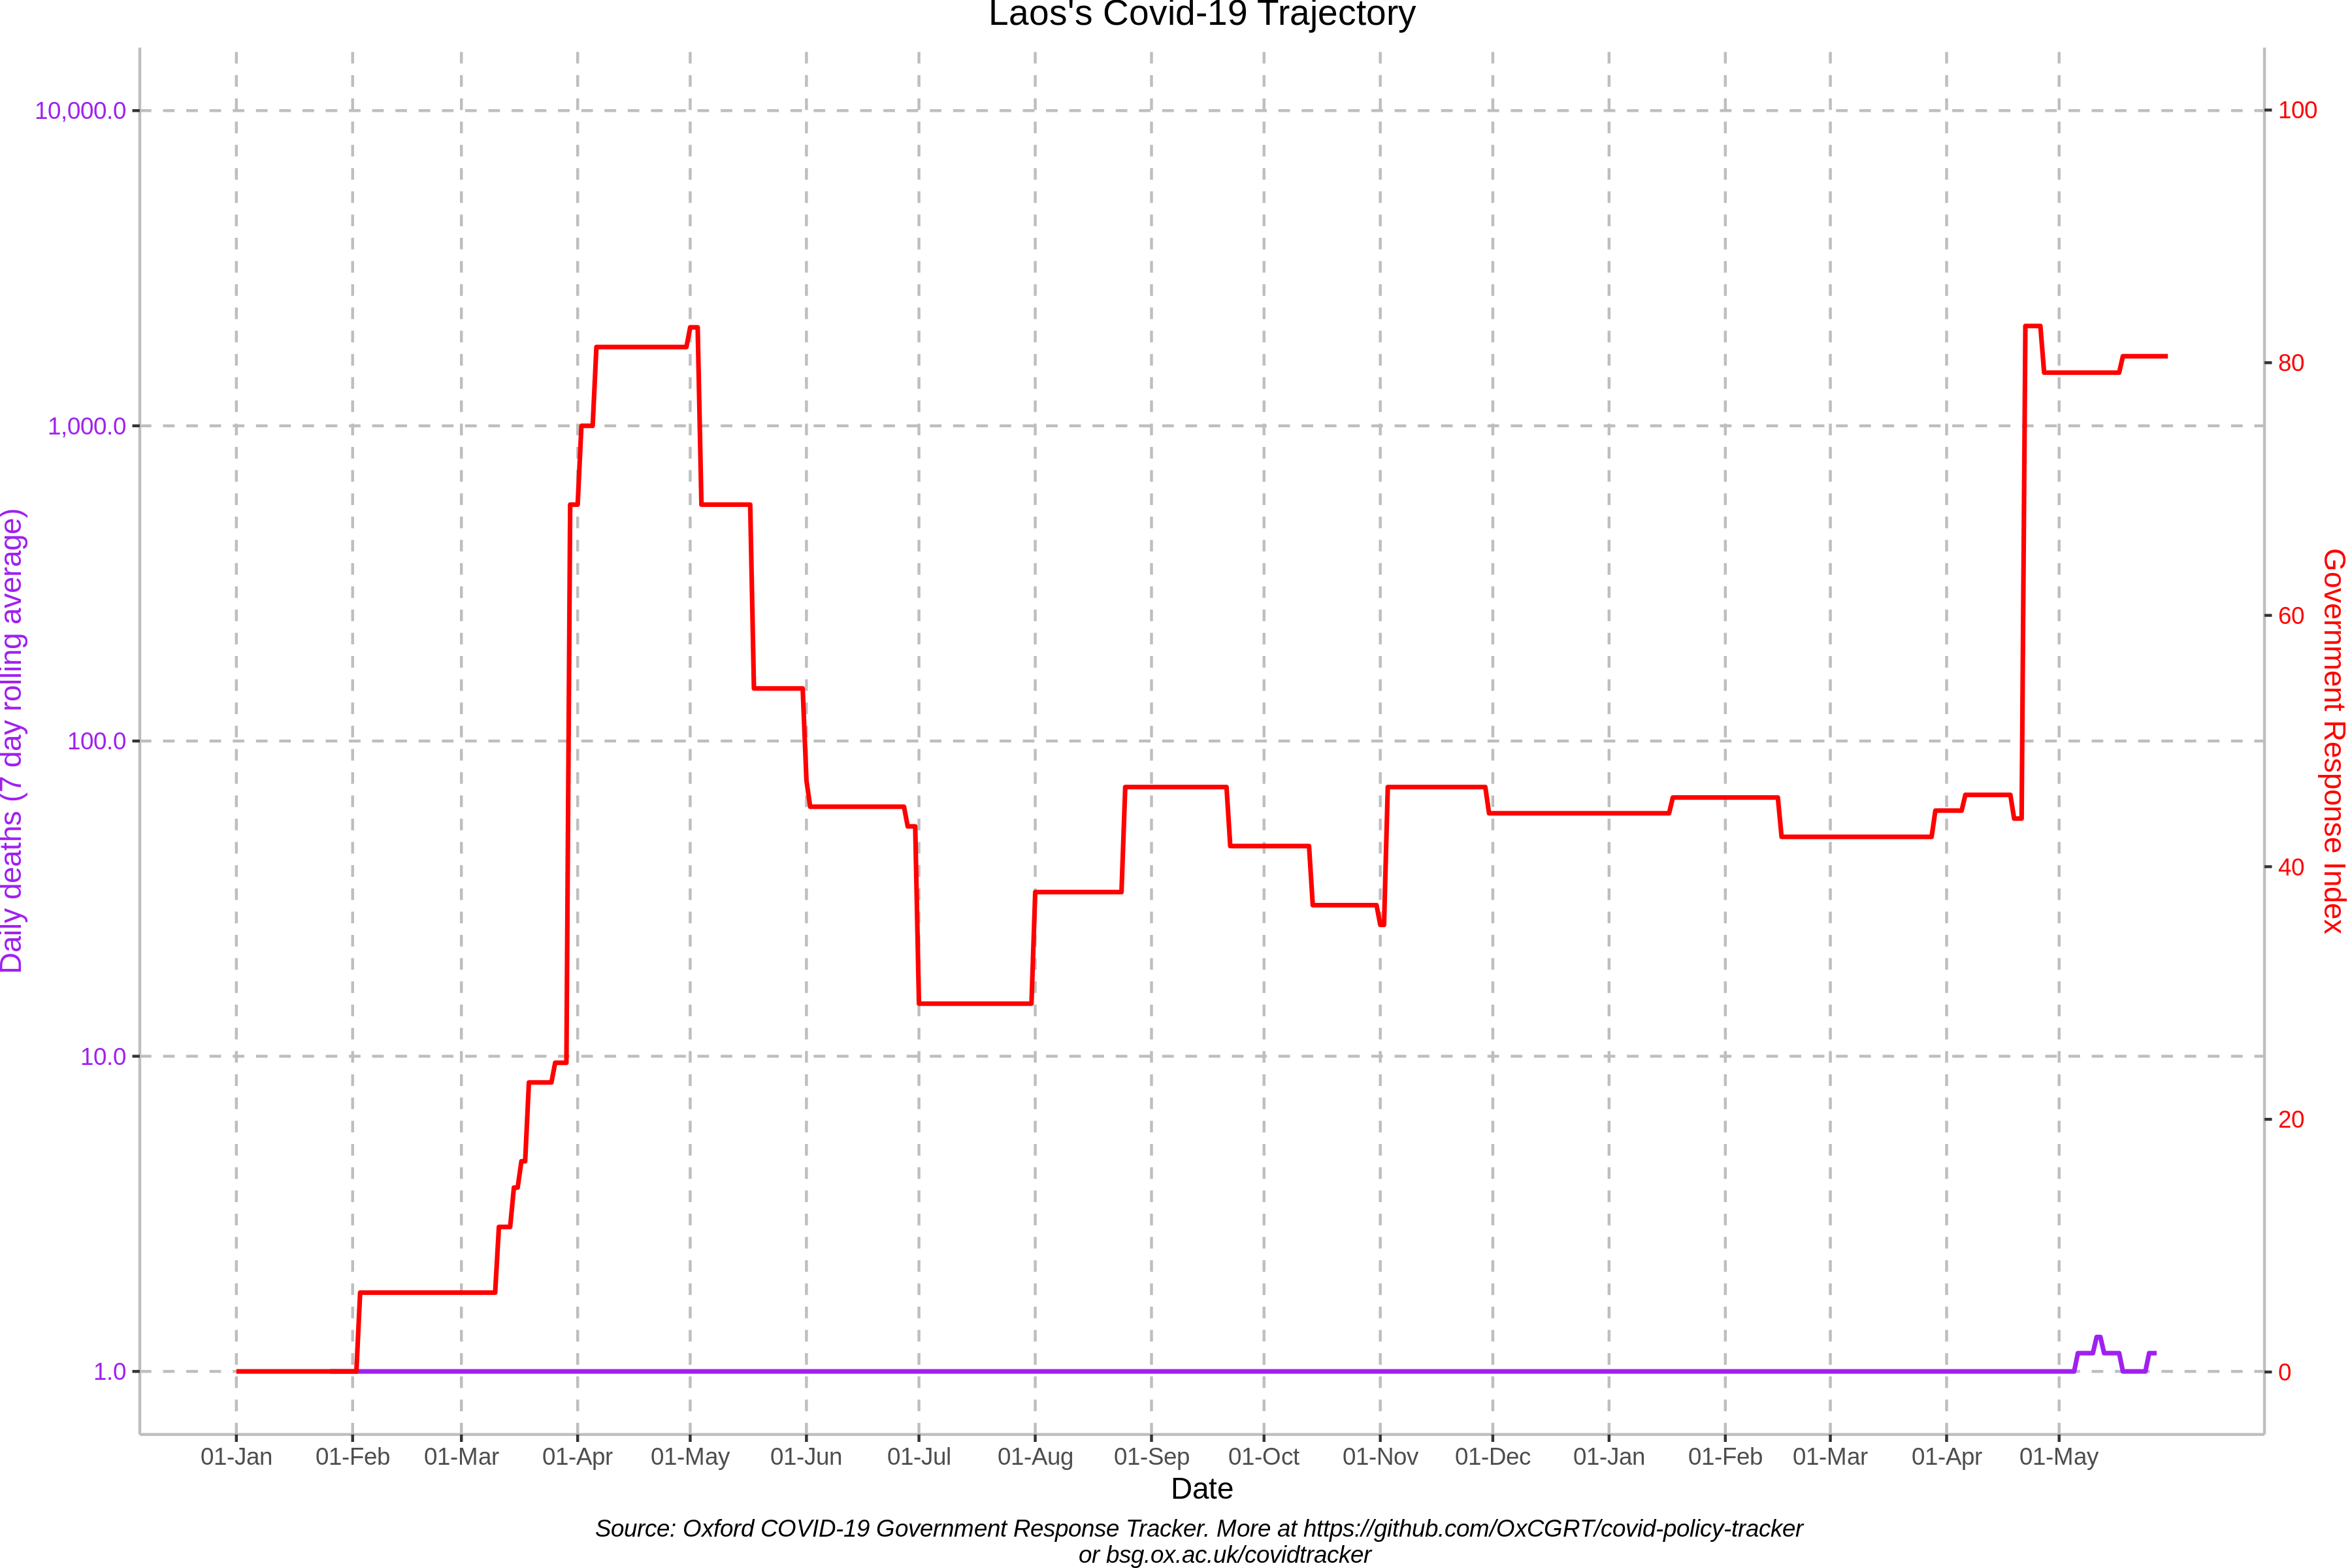 Laos's Covid-19 Trajectory
10,000.0
1,000.0
100.0
10.0
1.0
Daily deaths (7 day rolling average)
100
80
60
40
20
0
Government Response Index
01-Jan 01-Feb 01-Mar 01-Apr 01-May 01-Jun 01-Jul 01-Aug 01-Sep 01-Oct 01-Nov 01-Dec 01-Jan 01-Feb 01-Mar 01-Apr 01-May
Date
Source: Oxford COVID-19 Government Response Tracker. More at https://github.com/OxCGRT/covid-policy-tracker
or bsg.ox.ac.uk/covidtracker